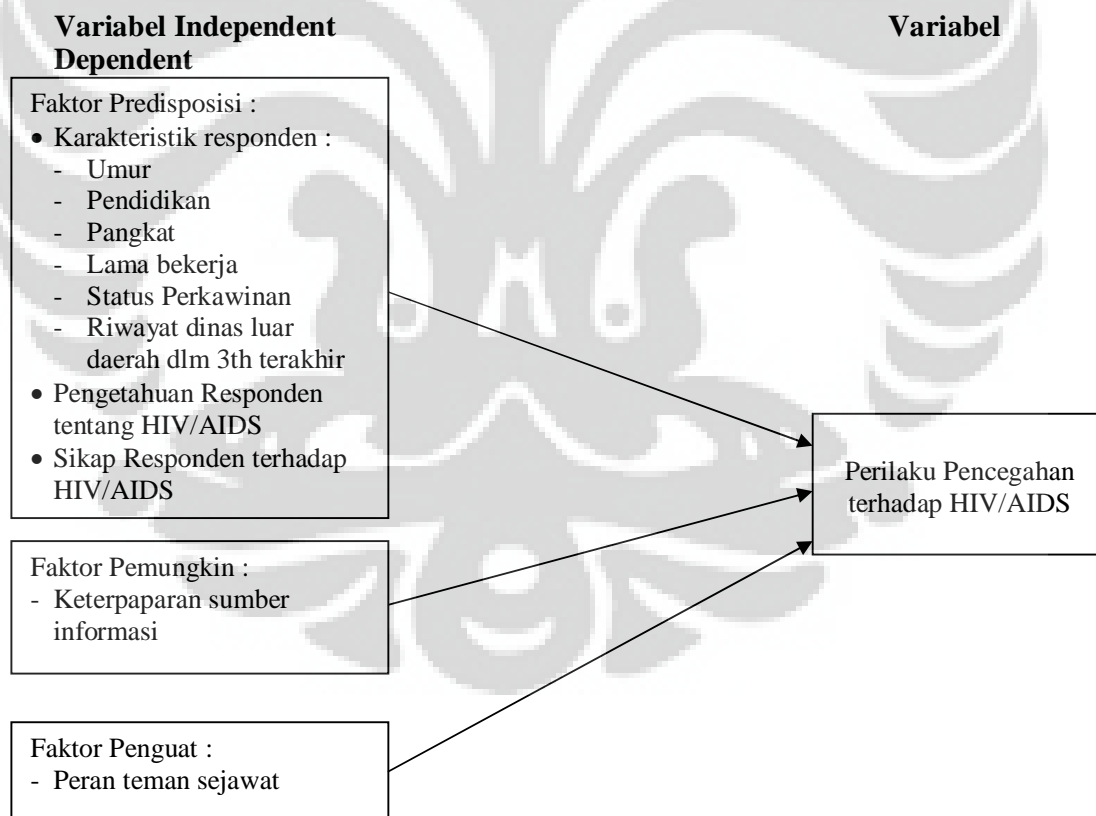 Variabel Independent Variabel
Dependent
Faktor Predisposisi :
• Karakteristik responden :
- Umur
- Pendidikan
- Pangkat
- Lama bekerja
- Status Perkawinan
- Riwayat dinas luar
daerah dlm 3th terakhir
• Pengetahuan Responden
tentang HIV/AIDS
• Sikap Responden terhadap
HIV/AIDS
Perilaku Pencegahan
terhadap HIV/AIDS
Faktor Pemungkin :
- Keterpaparan sumber
informasi
Faktor Penguat :
- Peran teman sejawat